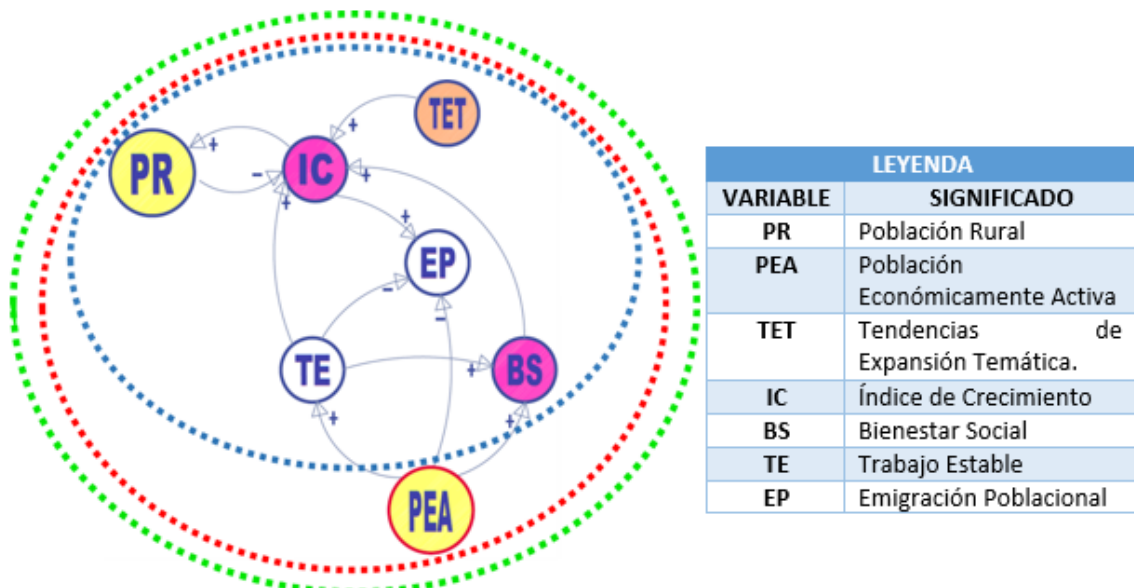 TET
PR
+
IC
+
-
+
+
+
EP
-
-
TE
+
BS
+
+
PEA
LEYENDA
VARIABLE SIGNIFICADO
PR Población Rural
PEA Población
Económicamente Activa
TET Tendencias de
Expansión Temática.
IC Índice de Crecimiento
BS Bienestar Social
TE Trabajo Estable
EP Emigración Poblacional